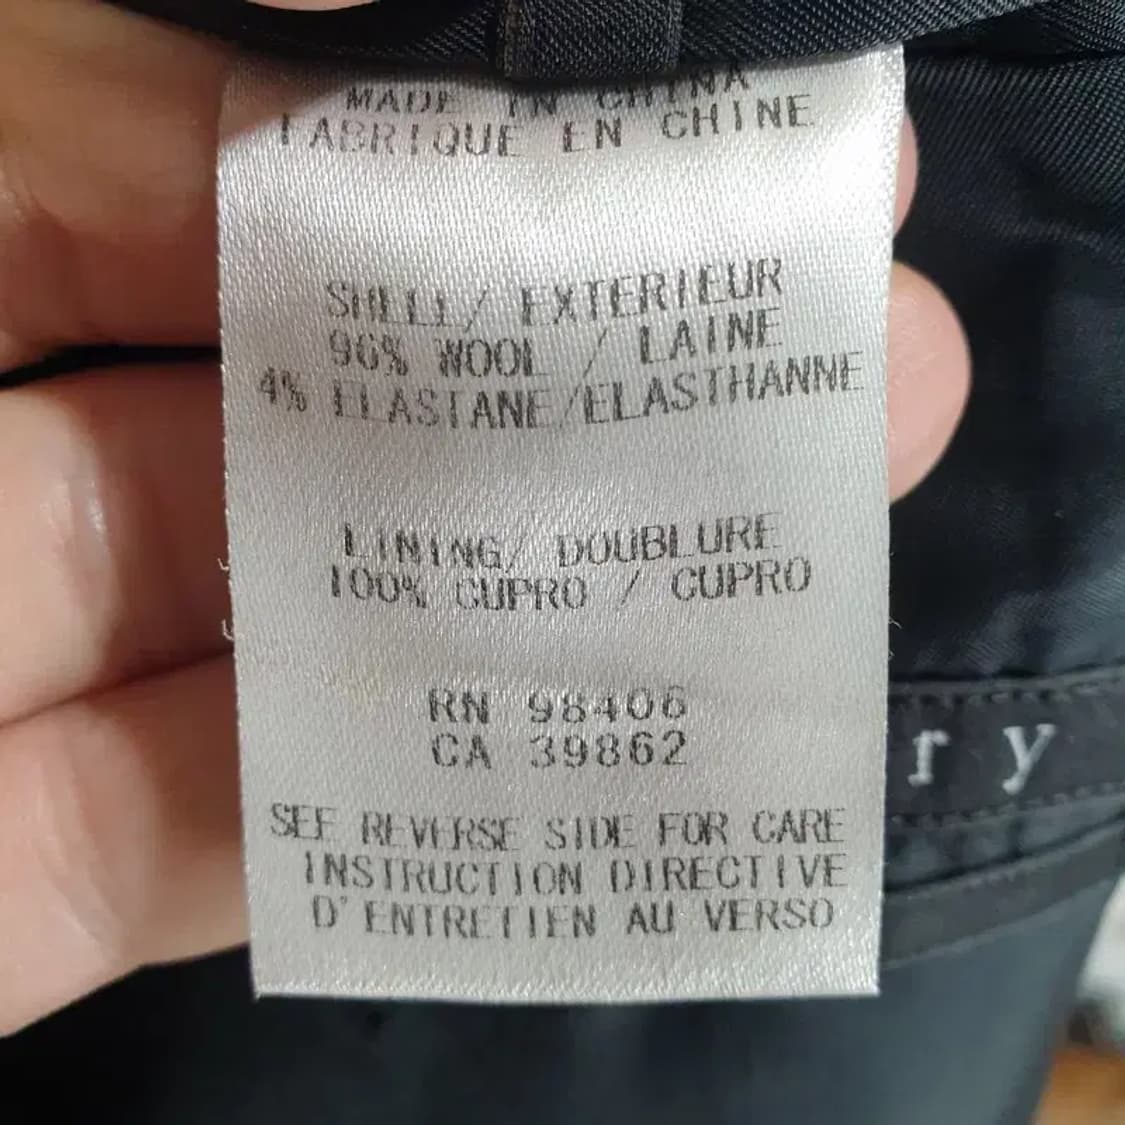 MADE IN CHINA
FABRIQUE EN CHINE
SHELL/ EXTERIEUR
96% WOOL / LAINE
4% ELASTANE/ELASTHANNE
LINING/ DOUBLURE
100% CUPRO / CUPRO
RN 98406
CA 39862
r y
SEE REVERSE SIDE FOR CARE
INSTRUCTION DIRECTIVE
D'ENTRETIEN AU VERSO